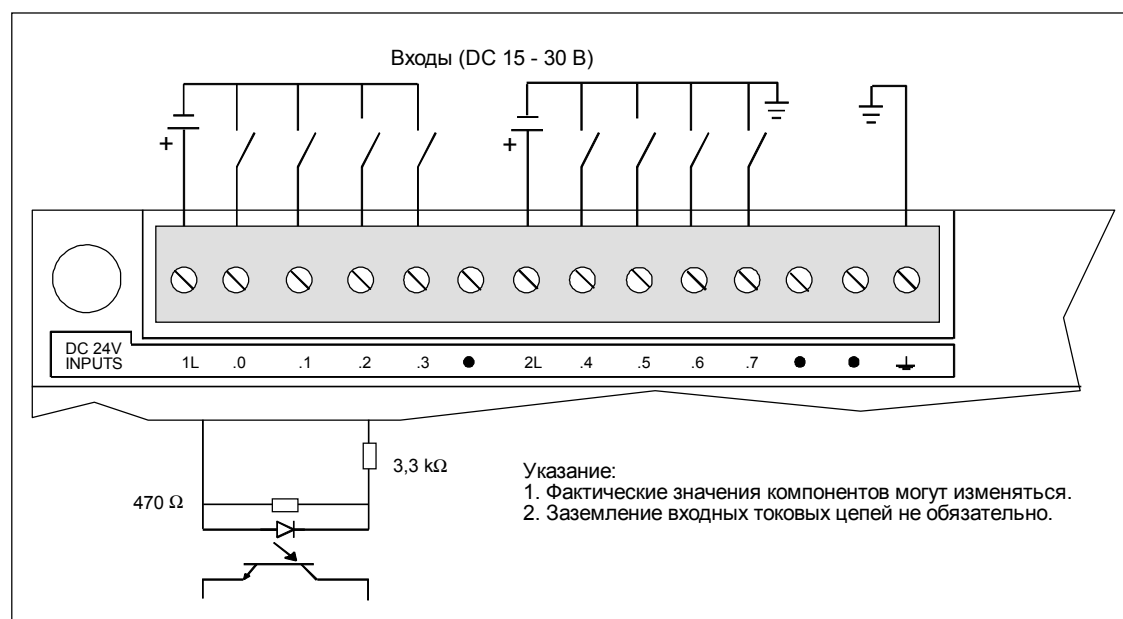 Входы (DC 15 - 30 В)
+
+
DC 24V
INPUTS
1L .0 .1 .2 .3 ● 2L .4 .5 .6 .7 ● ●
3,3 kΩ
470 Ω
Указание:
1. Фактические значения компонентов могут изменяться.
2. Заземление входных токовых цепей не обязательно.